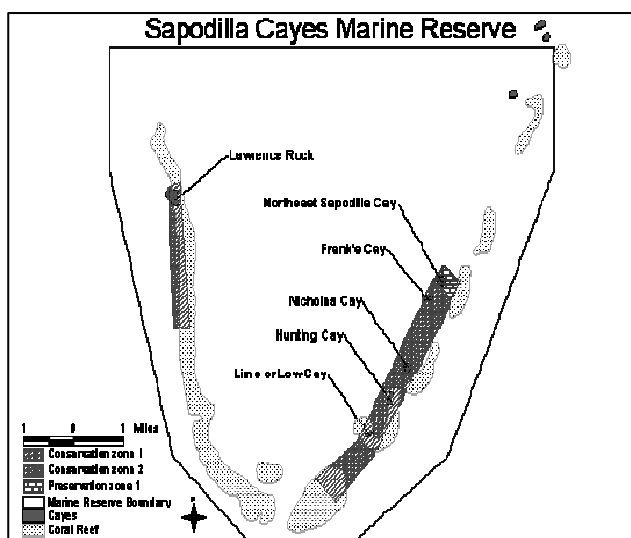 Sapodilla Cayes Marine Reserve
Lawrence Rock
Northeast Sapodilla Cay
Frank's Cay
Nicholas Cay
Hunting Cay
Lime or Low Cay
1 0 1 Miles
Conservation zone 1
Conservation zone 2
Preservation zone 1
Marine Reserve Boundary
Cayes
Coral Reef